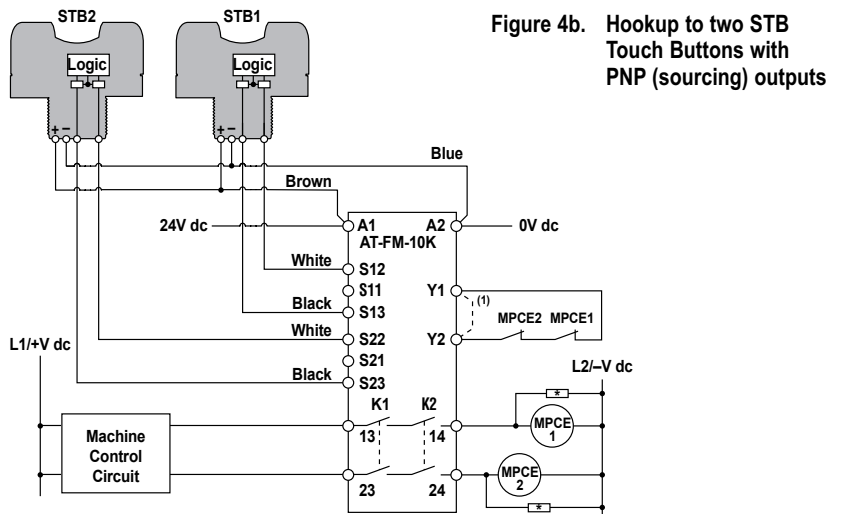 STB2
STB1
Figure 4b. Hookup to two STB
Touch Buttons with
PNP (sourcing) outputs
Logic
Logic
+ –
+ –
Blue
Brown
24V dc
A1
A2
0V dc
AT-FM-10K
White
S12
S11
Y1
(1)
Black
S13
MPCE2
MPCE1
White
S22
Y2
L1/+V dc
S21
L2/–V dc
Black
S23
*
K1
K2
Machine
Control
Circuit
13
14
MPCE
1
MPCE
2
23
24
*